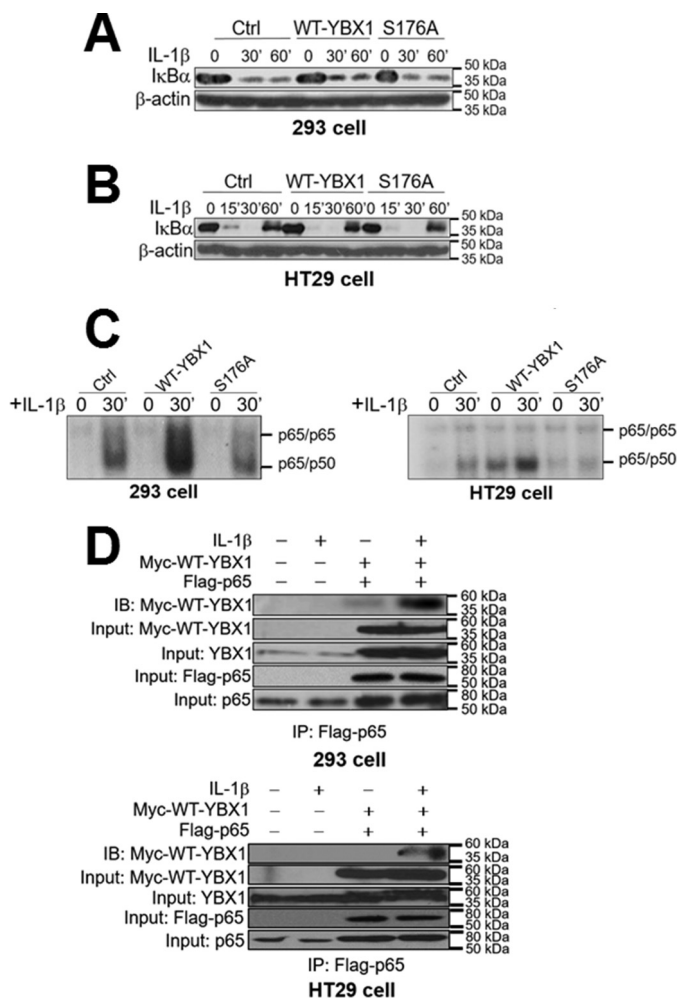 A
Ctrl WT-YBX1 S176A
IL-1β 0 30' 60' 0 30' 60' 0 30' 60'
IκBα 50 kDa
35 kDa
β-actin 50 kDa
35 kDa
293 cell
B
Ctrl WT-YBX1 S176A
IL-1β 0 15' 30' 60' 0 15' 30' 60' 0 15' 30' 60'
IκBα 50 kDa
35 kDa
β-actin 50 kDa
35 kDa
HT29 cell
C
Ctrl WT-YBX1 S176A
+IL-1β 0 30' 0 30' 0 30'
p65/p65
p65/p50
293 cell
Ctrl WT-YBX1 S176A
+IL-1β 0 30' 0 30' 0 30'
p65/p65
p65/p50
HT29 cell
D
IL-1β – + – +
Myc-WT-YBX1 – – + +
Flag-p65 – – + +
IB: Myc-WT-YBX1 60 kDa
35 kDa
Input: Myc-WT-YBX1 60 kDa
35 kDa
Input: YBX1 60 kDa
35 kDa
Input: Flag-p65 80 kDa
50 kDa
Input: p65 80 kDa
50 kDa
IP: Flag-p65
293 cell
IL-1β – + – +
Myc-WT-YBX1 – – + +
Flag-p65 – – + +
IB: Myc-WT-YBX1 60 kDa
35 kDa
Input: Myc-WT-YBX1 60 kDa
35 kDa
Input: YBX1 60 kDa
35 kDa
Input: Flag-p65 80 kDa
50 kDa
Input: p65 80 kDa
50 kDa
IP: Flag-p65
HT29 cell